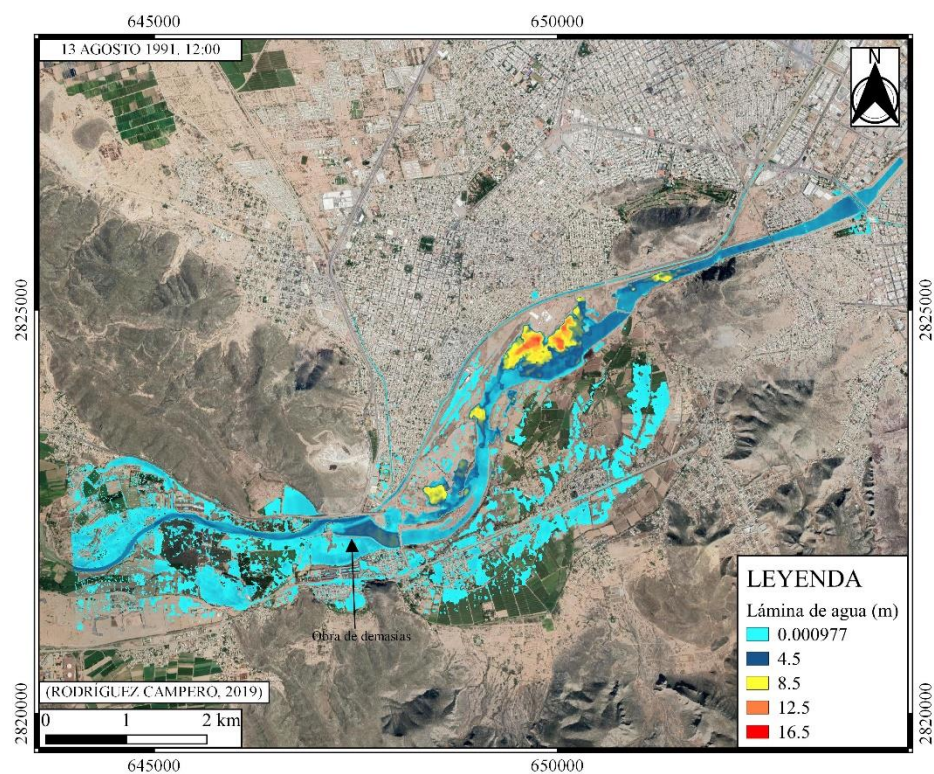 645000
650000
13 AGOSTO 1991, 12:00
N
2825000
2825000
Obra de demasías
LEYENDA
Lámina de agua (m)
0.000977
4.5
8.5
12.5
16.5
(RODRÍGUEZ CAMPERO, 2019)
0 1 2 km
2820000
2820000
645000
650000